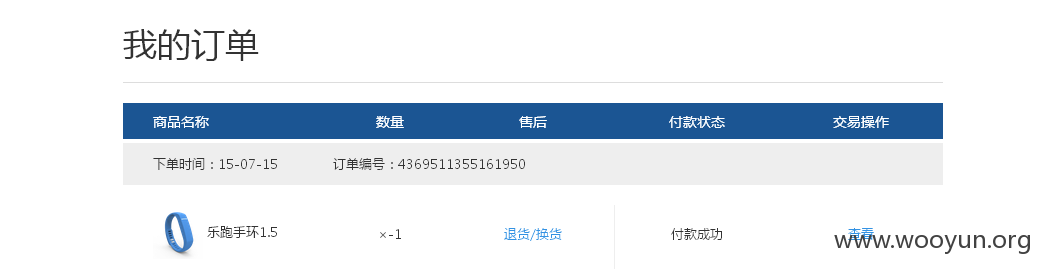 我的订单
商品名称 数量 售后 付款状态 交易操作
下单时间：15-07-15 订单编号：4369511355161950
乐跑手环1.5 ×-1 退货/换货 付款成功 查看
www.wooyun.org